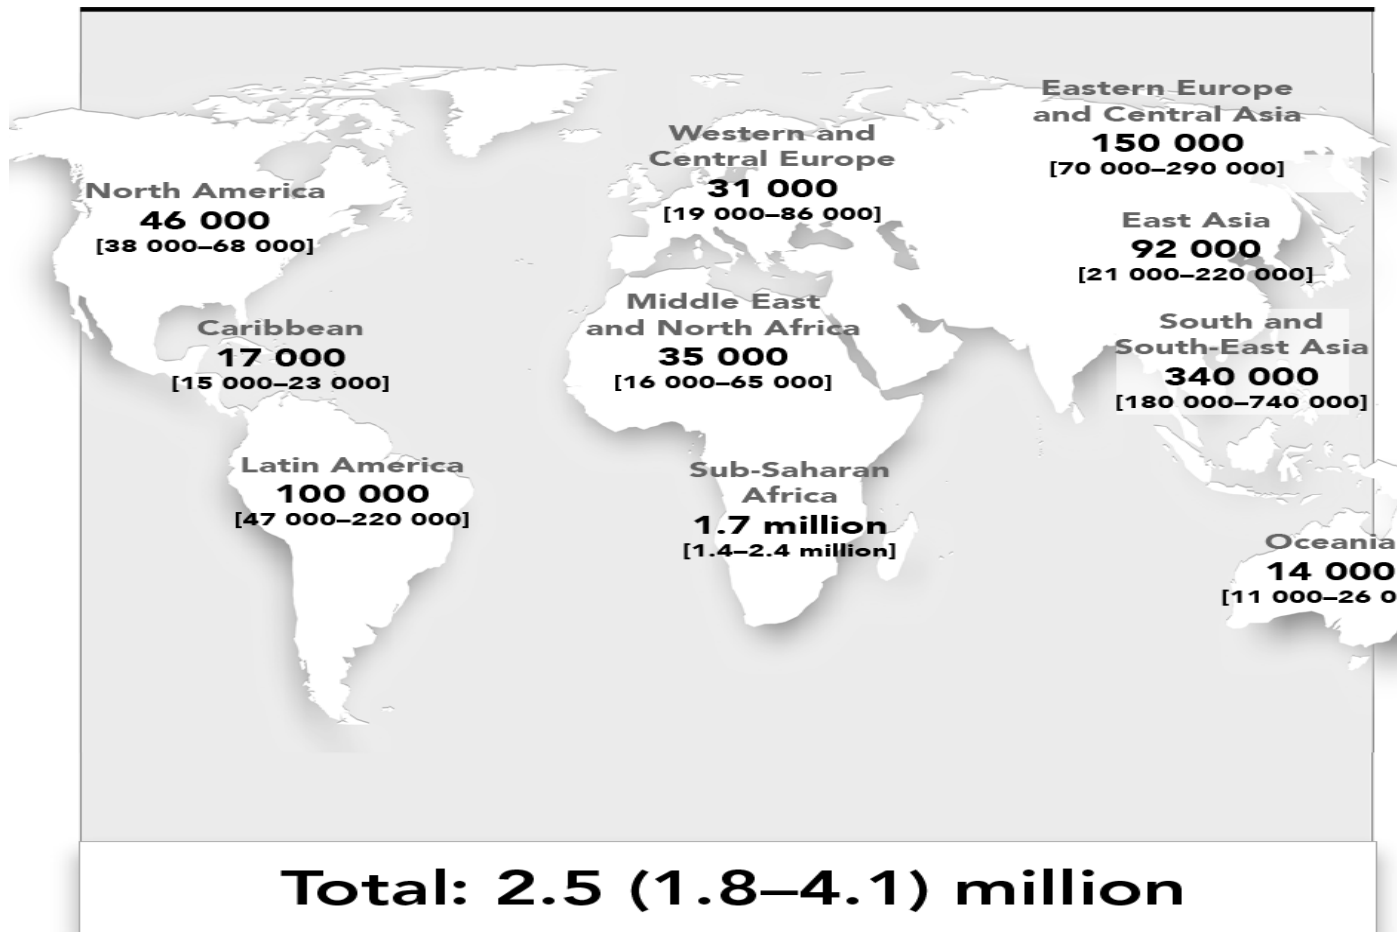 Eastern Europe
and Central Asia
150 000
[70 000–290 000]
Western and
Central Europe
31 000
[19 000–86 000]
North America
46 000
[38 000–68 000]
East Asia
92 000
[21 000–220 000]
Middle East
and North Africa
35 000
[16 000–65 000]
Caribbean
17 000
[15 000–23 000]
South and
South-East Asia
340 000
[180 000–740 000]
Latin America
100 000
[47 000–220 000]
Sub-Saharan
Africa
1.7 million
[1.4–2.4 million]
Oceania
14 000
[11 000–26 0
Total: 2.5 (1.8–4.1) million